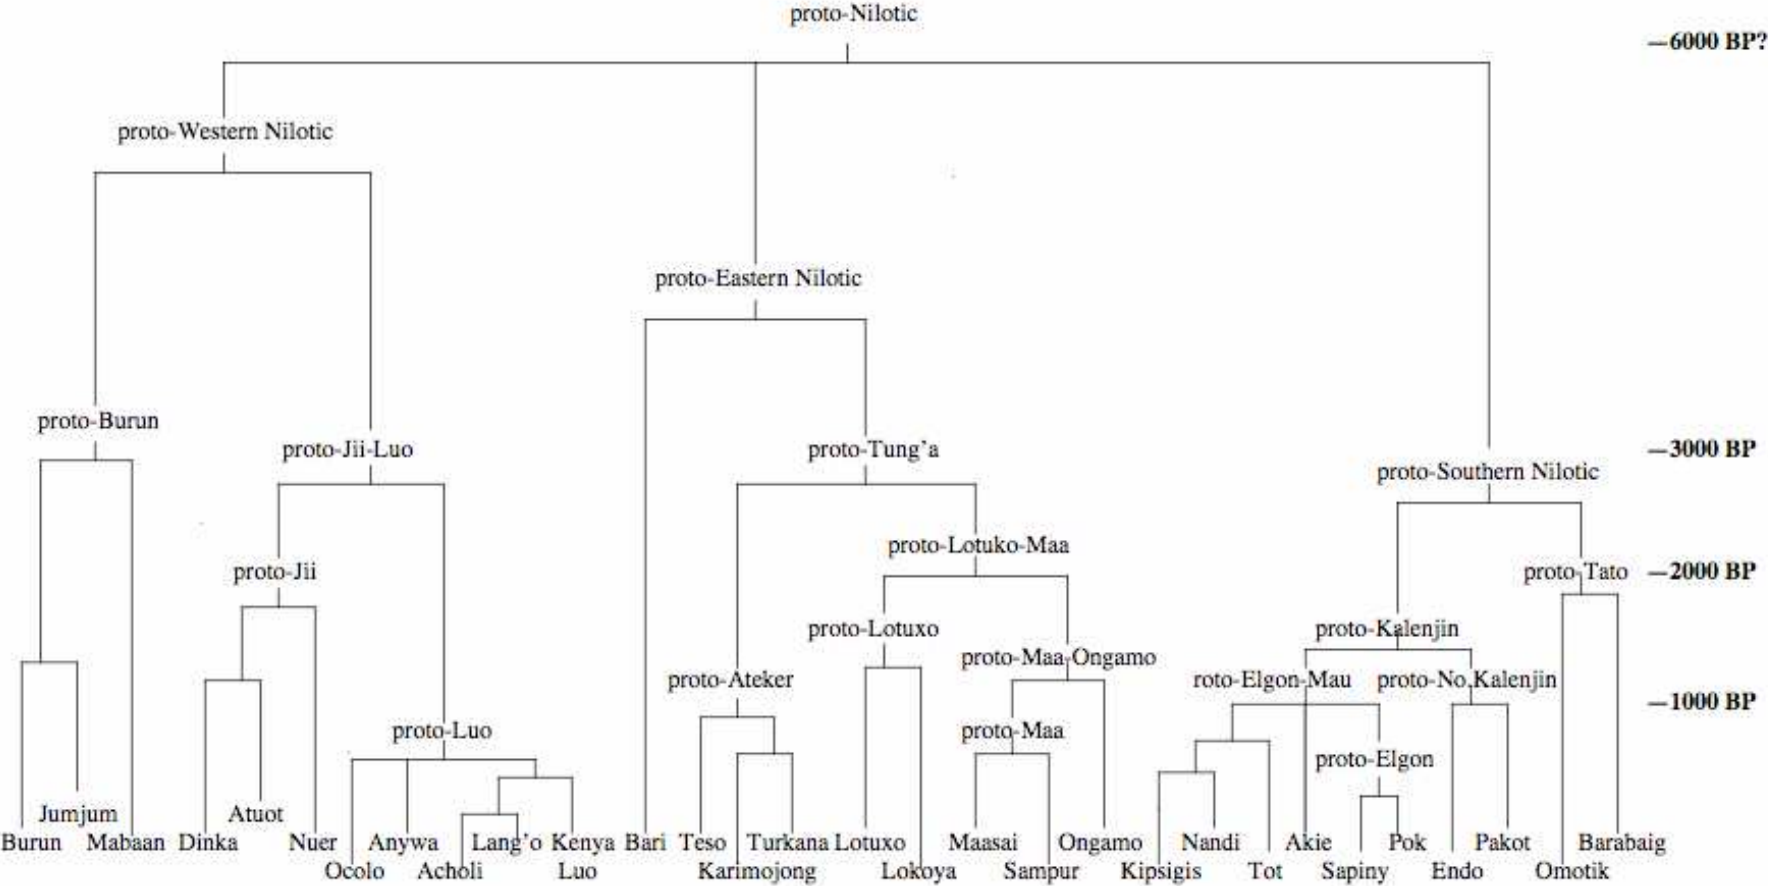 proto-Nilotic
—6000 BP?
proto-Western Nilotic
proto-Eastern Nilotic
proto-Burun
proto-Jii-Luo
proto-Tung'a
—3000 BP
proto-Southern Nilotic
proto-Lotuko-Maa
proto-Jii
proto-Tato
—2000 BP
proto-Lotuxo
proto-Kalenjin
proto-Maa-Ongamo
proto-Ateker
roto-Elgon-Mau
proto-No.Kalenjin
—1000 BP
proto-Luo
proto-Maa
proto-Elgon
Jumjum
Atuot
Burun Mabaan Dinka Nuer Anywa Lang'o Kenya Bari Teso Turkana Lotuxo Maasai Ongamo Nandi Akie Pok Pakot Barabaig
Ocolo Acholi Luo Karimojong Lokoya Sampur Kipsigis Tot Sapiny Endo Omotik